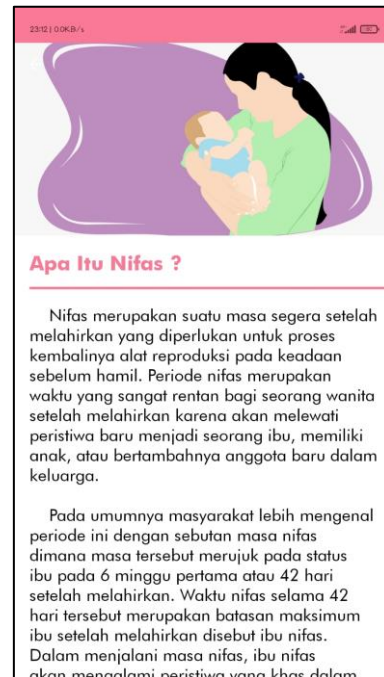 23:12 | 0.0KB/s
Apa Itu Nifas ?
Nifas merupakan suatu masa segera setelah
melahirkan yang diperlukan untuk proses
kembalinya alat reproduksi pada keadaan
sebelum hamil. Periode nifas merupakan
waktu yang sangat rentan bagi seorang wanita
setelah melahirkan karena akan melewati
peristiwa baru menjadi seorang ibu, memiliki
anak, atau bertambahnya anggota baru dalam
keluarga.
Pada umumnya masyarakat lebih mengenal
periode ini dengan sebutan masa nifas
dimana masa tersebut merujuk pada status
ibu pada 6 minggu pertama atau 42 hari
setelah melahirkan. Waktu nifas selama 42
hari tersebut merupakan batasan maksimum
ibu setelah melahirkan disebut ibu nifas.
Dalam menjalani masa nifas, ibu nifas
akan mengalami peristiwa yang khas dalam